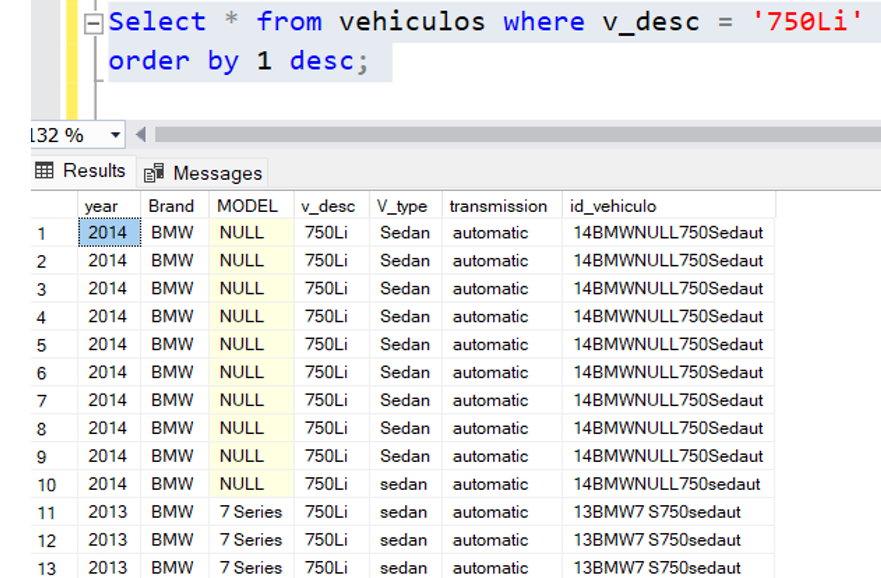 Select * from vehiculos where v_desc = '750Li'
order by 1 desc;
132 %
Results Messages
year Brand MODEL v_desc V_type transmission id_vehiculo
1 2014 BMW NULL 750Li Sedan automatic 14BMWNULL750Sedaut
2 2014 BMW NULL 750Li Sedan automatic 14BMWNULL750Sedaut
3 2014 BMW NULL 750Li Sedan automatic 14BMWNULL750Sedaut
4 2014 BMW NULL 750Li Sedan automatic 14BMWNULL750Sedaut
5 2014 BMW NULL 750Li Sedan automatic 14BMWNULL750Sedaut
6 2014 BMW NULL 750Li Sedan automatic 14BMWNULL750Sedaut
7 2014 BMW NULL 750Li Sedan automatic 14BMWNULL750Sedaut
8 2014 BMW NULL 750Li Sedan automatic 14BMWNULL750Sedaut
9 2014 BMW NULL 750Li Sedan automatic 14BMWNULL750Sedaut
10 2014 BMW NULL 750Li sedan automatic 14BMWNULL750sedaut
11 2013 BMW 7 Series 750Li sedan automatic 13BMW7 S750sedaut
12 2013 BMW 7 Series 750Li sedan automatic 13BMW7 S750sedaut
13 2013 BMW 7 Series 750Li sedan automatic 13BMW7 S750sedaut